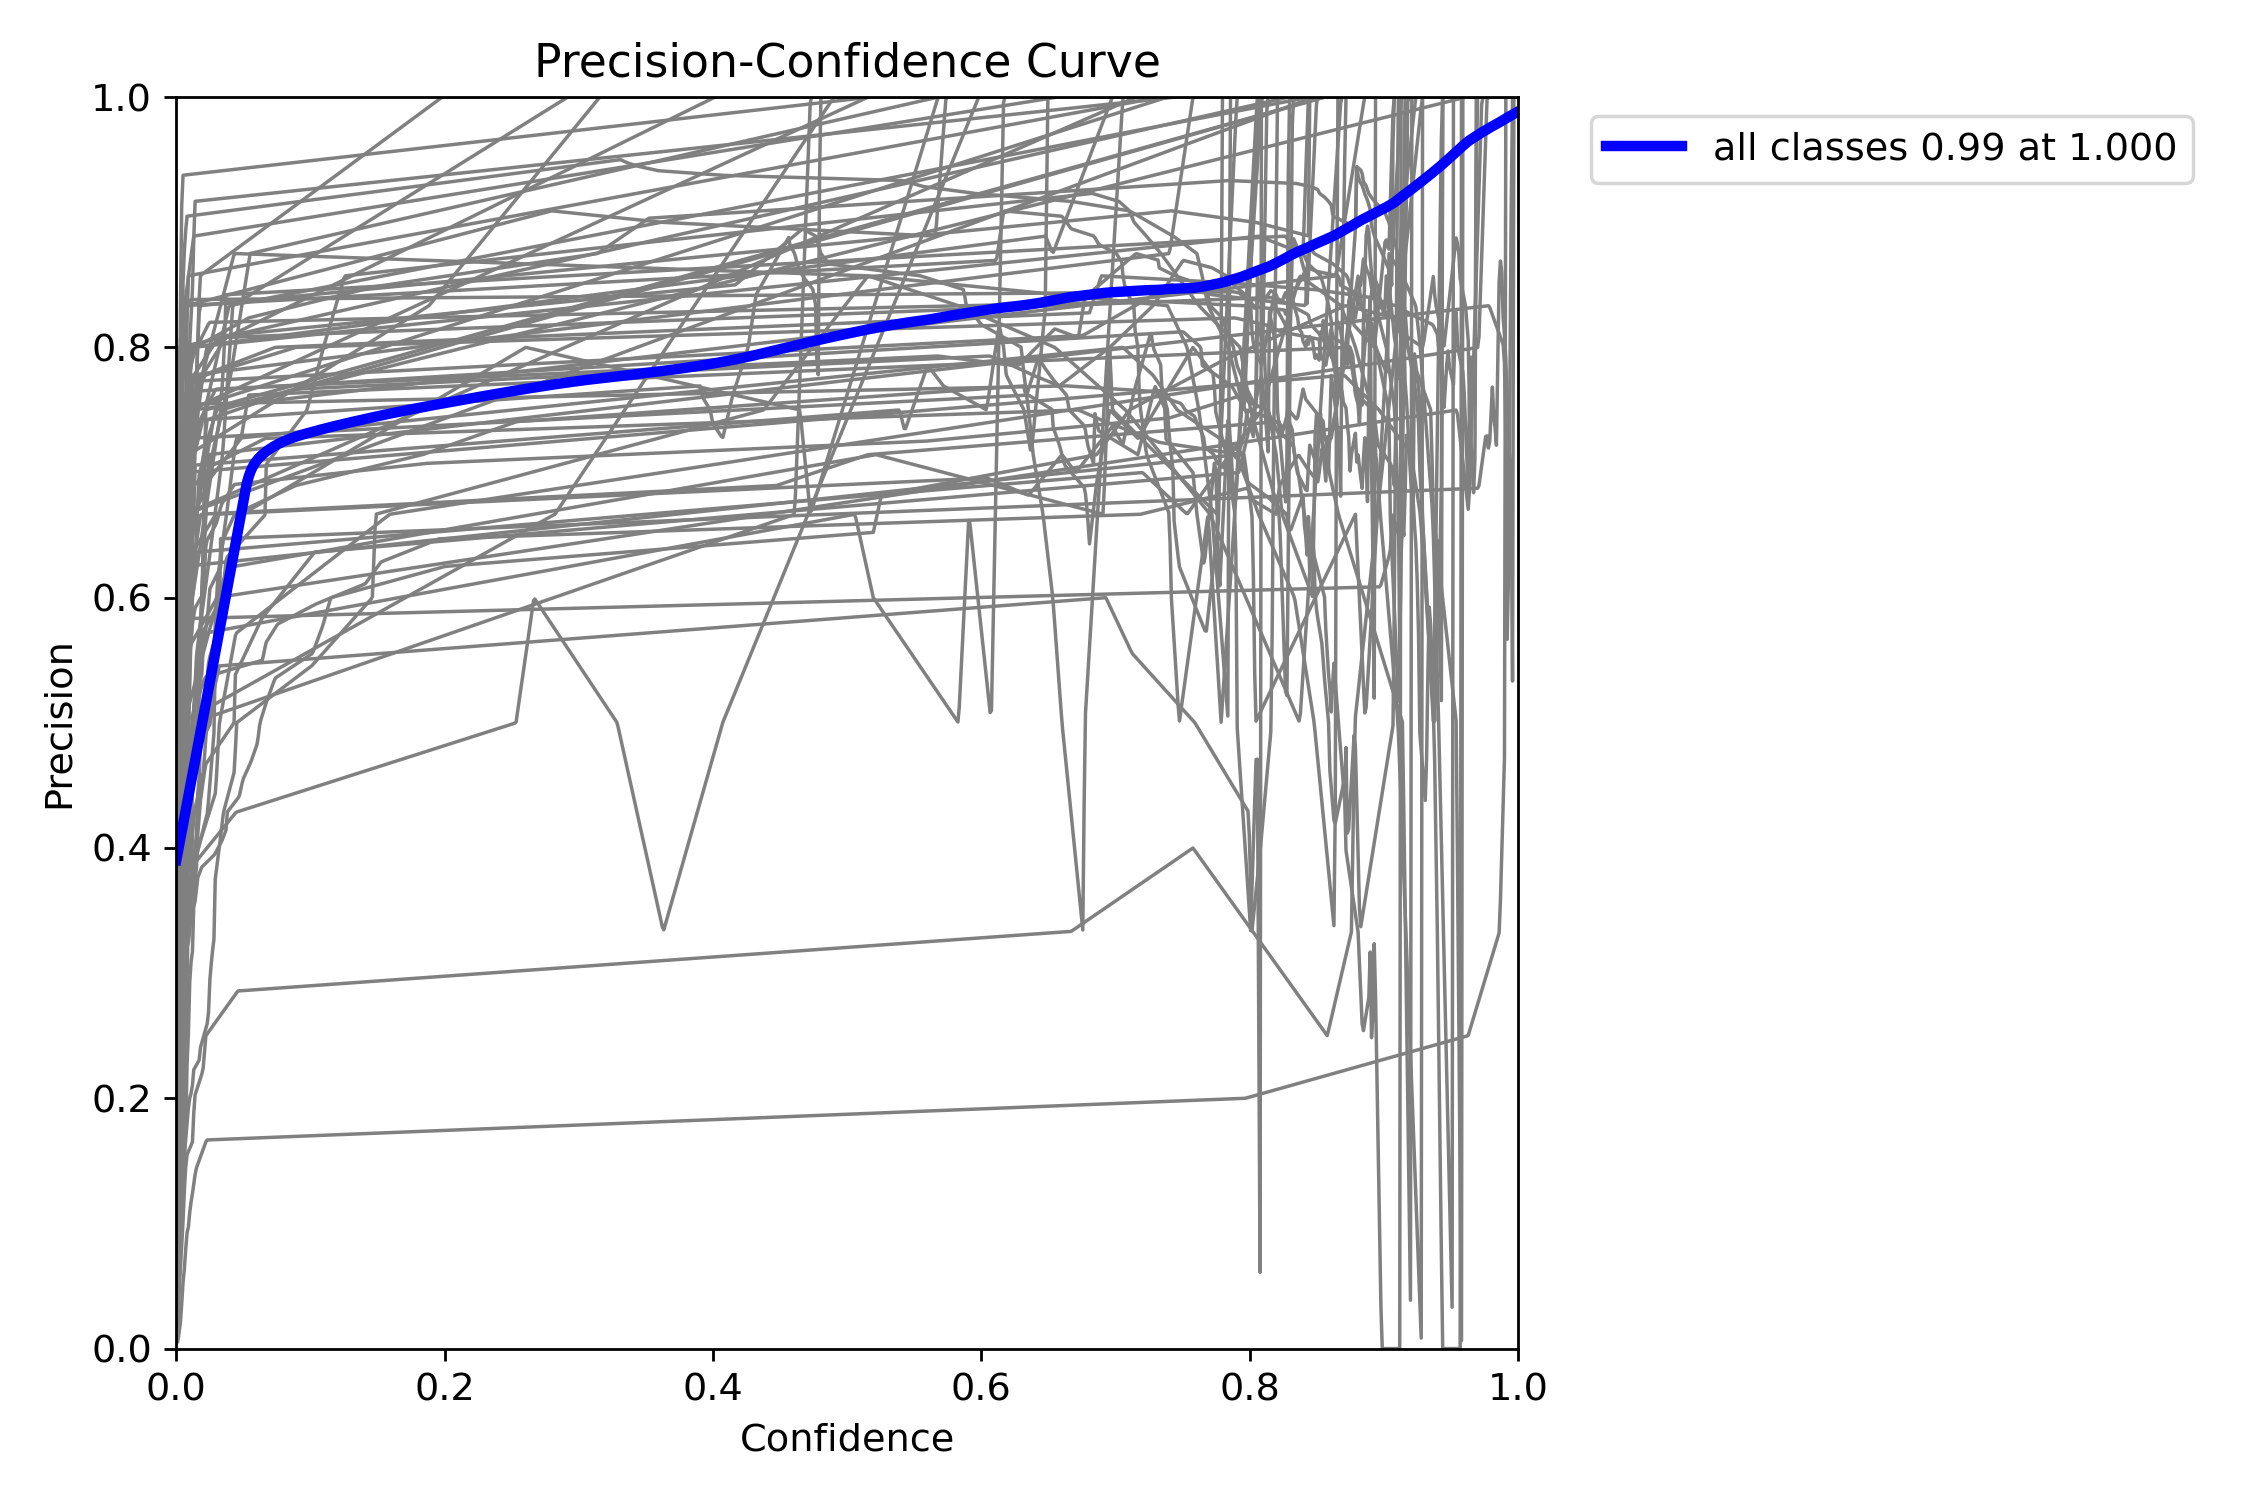 Precision-Confidence Curve
all classes 0.99 at 1.000
1.0
0.8
0.6
0.4
0.2
0.0
Precision
0.0 0.2 0.4 0.6 0.8 1.0
Confidence